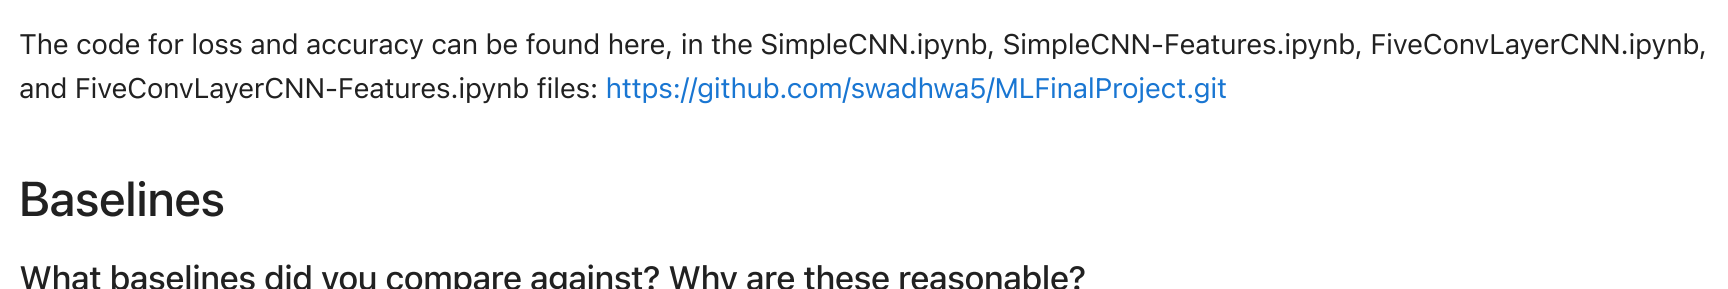 The code for loss and accuracy can be found here, in the SimpleCNN.ipynb, SimpleCNN-Features.ipynb, FiveConvLayerCNN.ipynb,
and FiveConvLayerCNN-Features.ipynb files: https://github.com/swadhwa5/MLFinalProject.git
Baselines
What baselines did you compare against? Why are these reasonable?